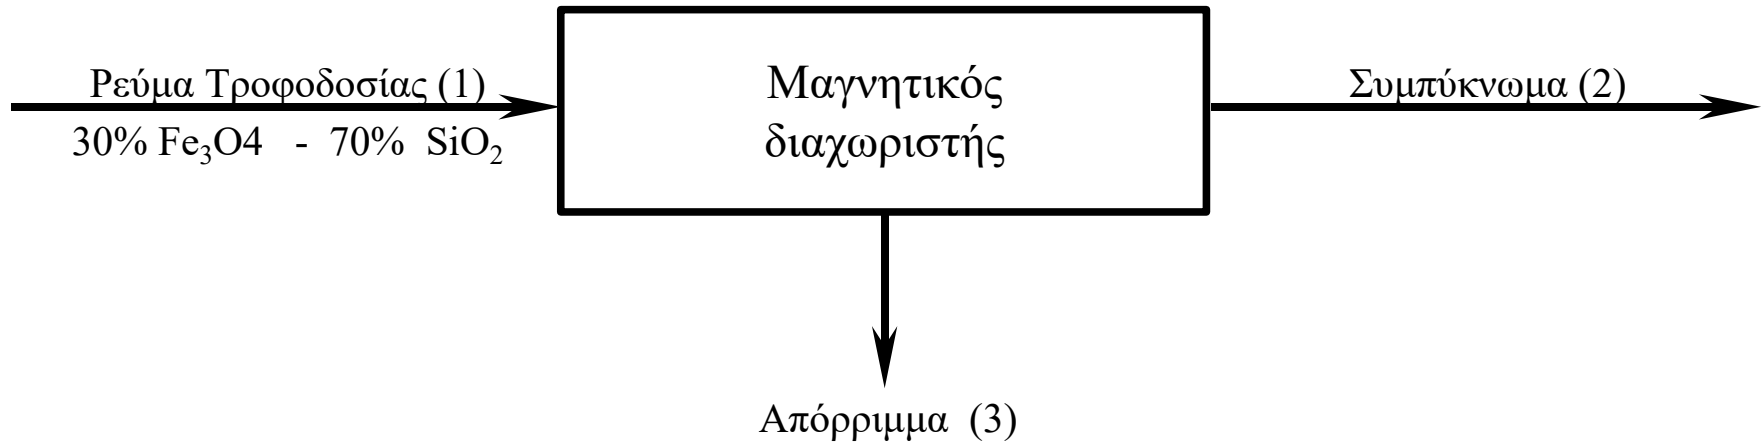 Ρεύμα Τροφοδοσίας (1)
30% Fe₃O4 - 70% SiO₂
Μαγνητικός
διαχωριστής
Συμπύκνωμα (2)
Απόρριμμα (3)